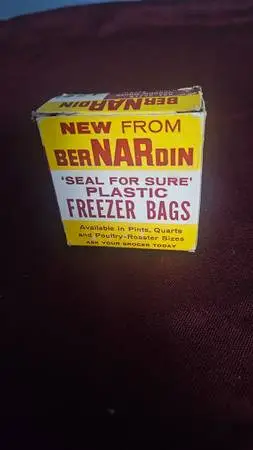 BERNARDIN
NEW FROM
BERNARDIN
'SEAL FOR SURE'
PLASTIC
FREEZER BAGS
Available in Pints, Quarts
and Poultry-Roaster Sizes
ASK YOUR GROCER TODAY